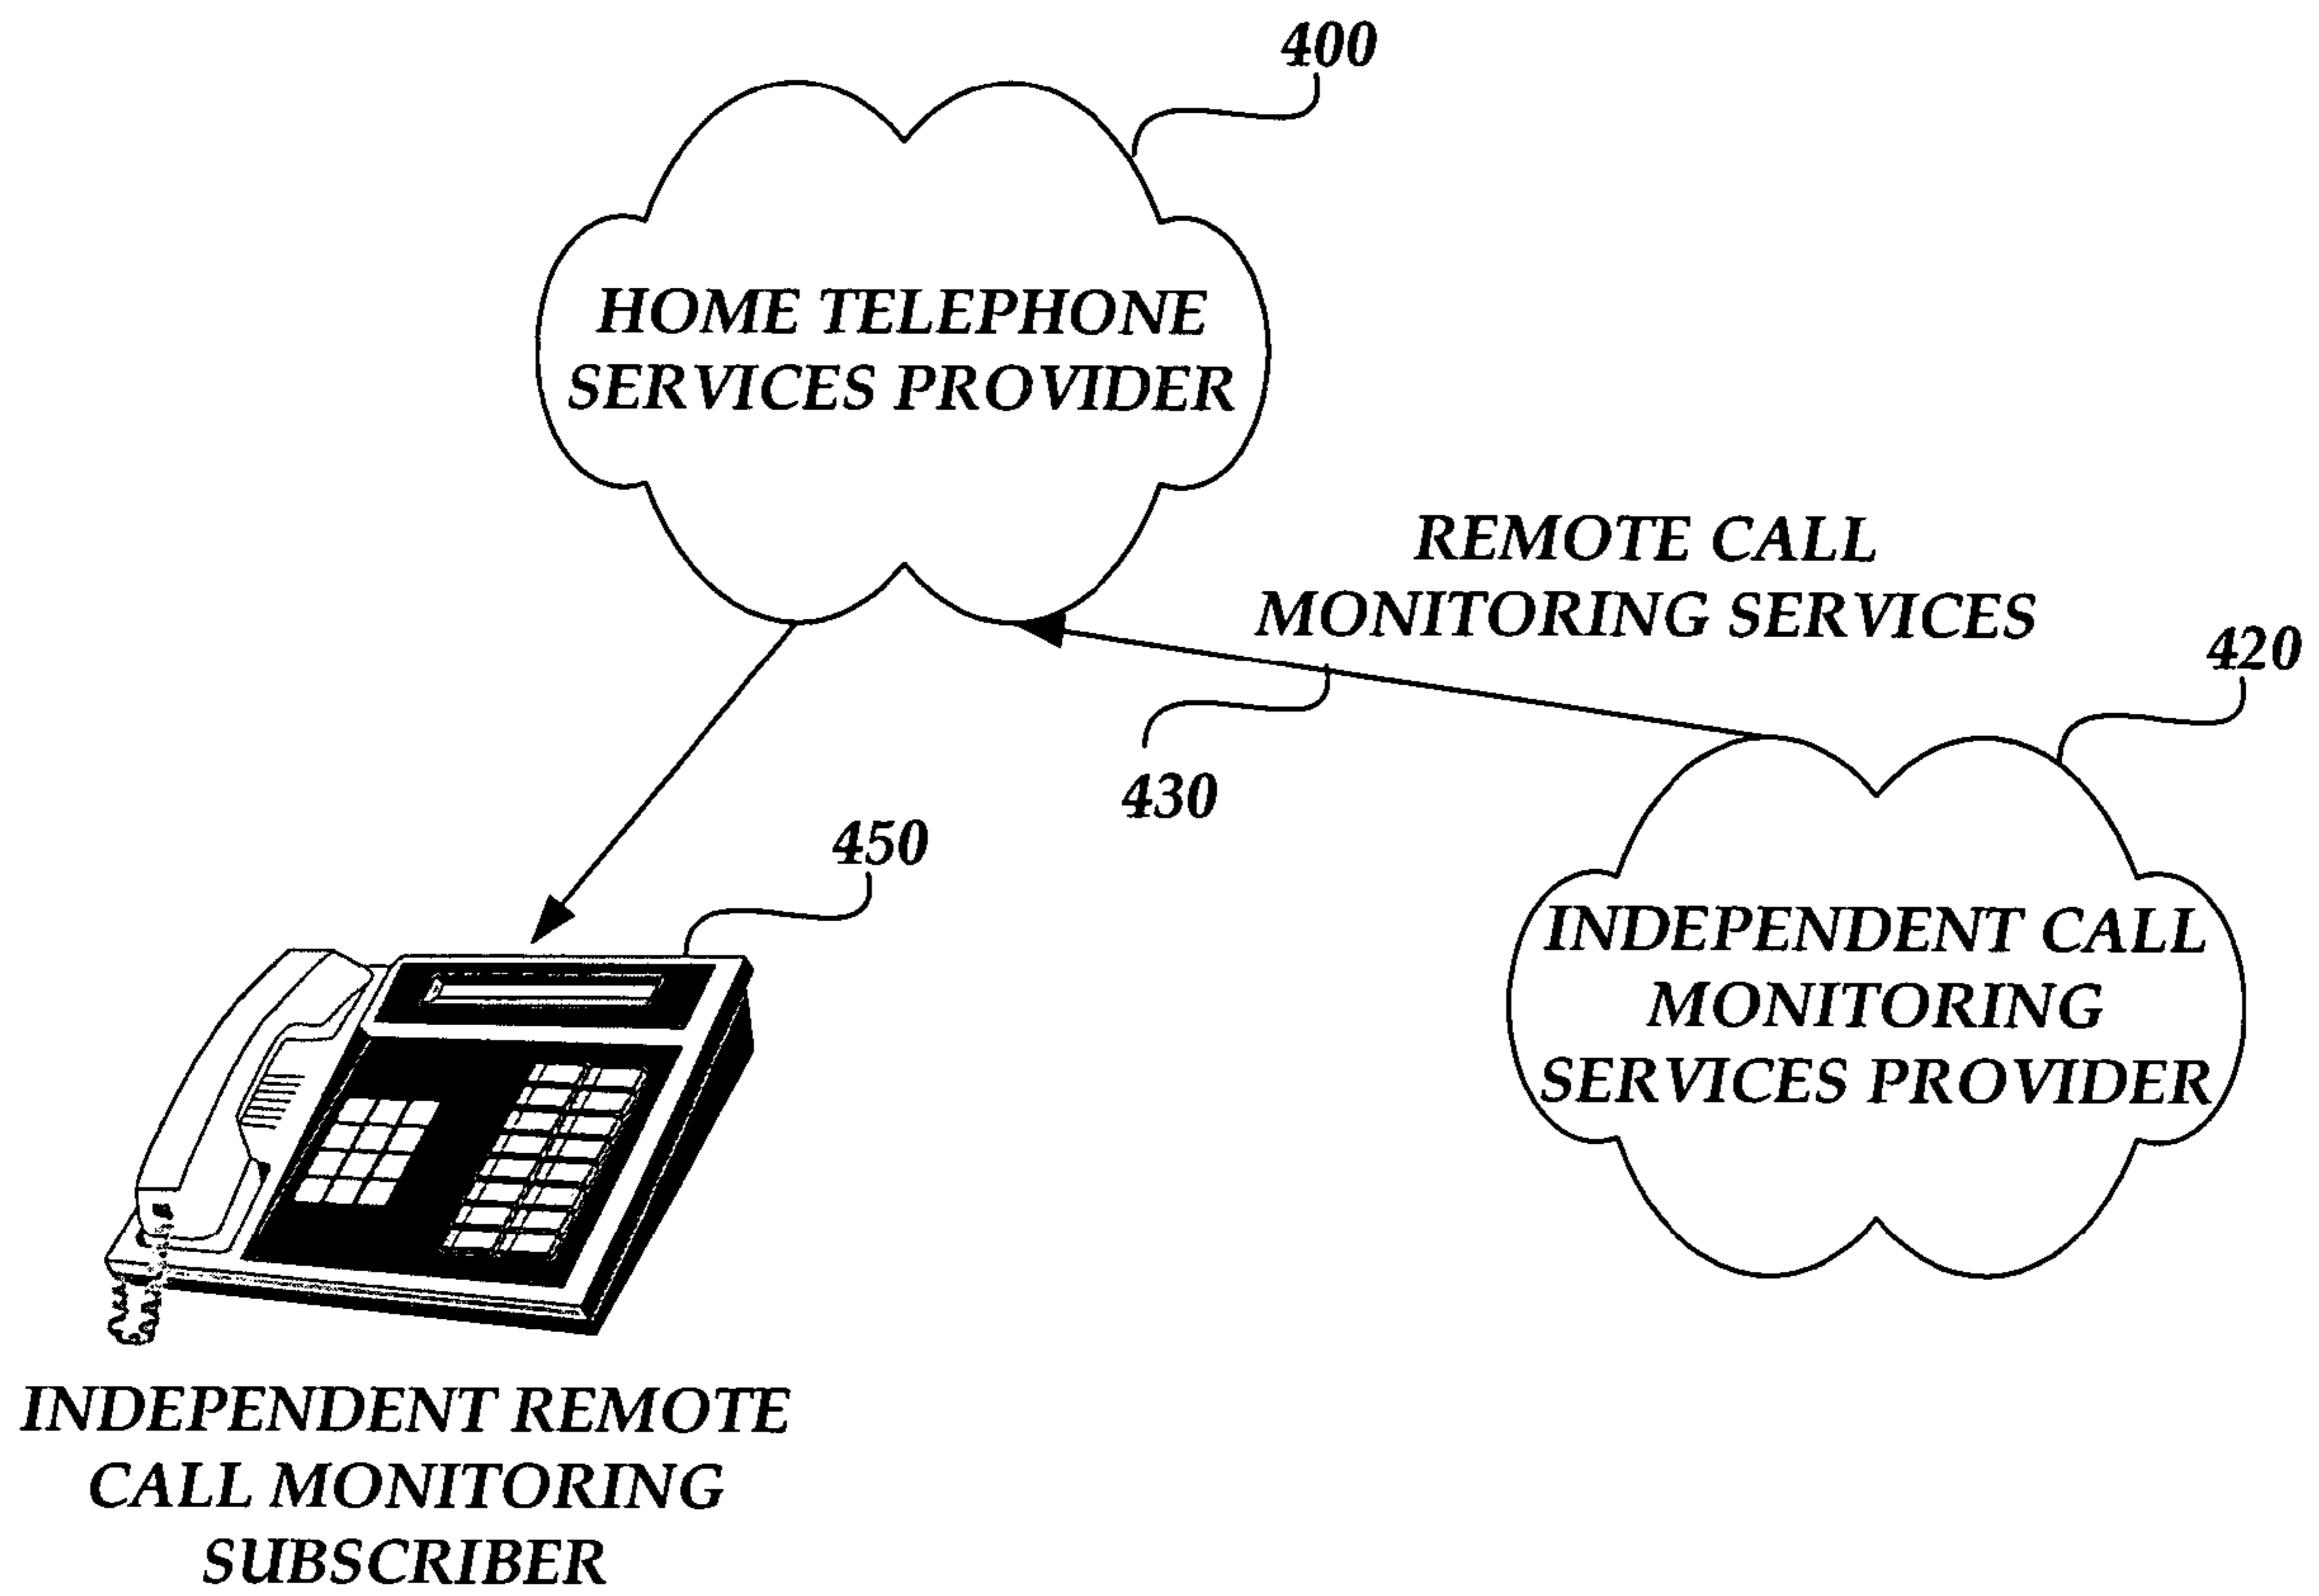 400
HOME TELEPHONE
SERVICES PROVIDER
REMOTE CALL
MONITORING SERVICES
420
430
450
INDEPENDENT CALL
MONITORING
SERVICES PROVIDER
INDEPENDENT REMOTE
CALL MONITORING
SUBSCRIBER